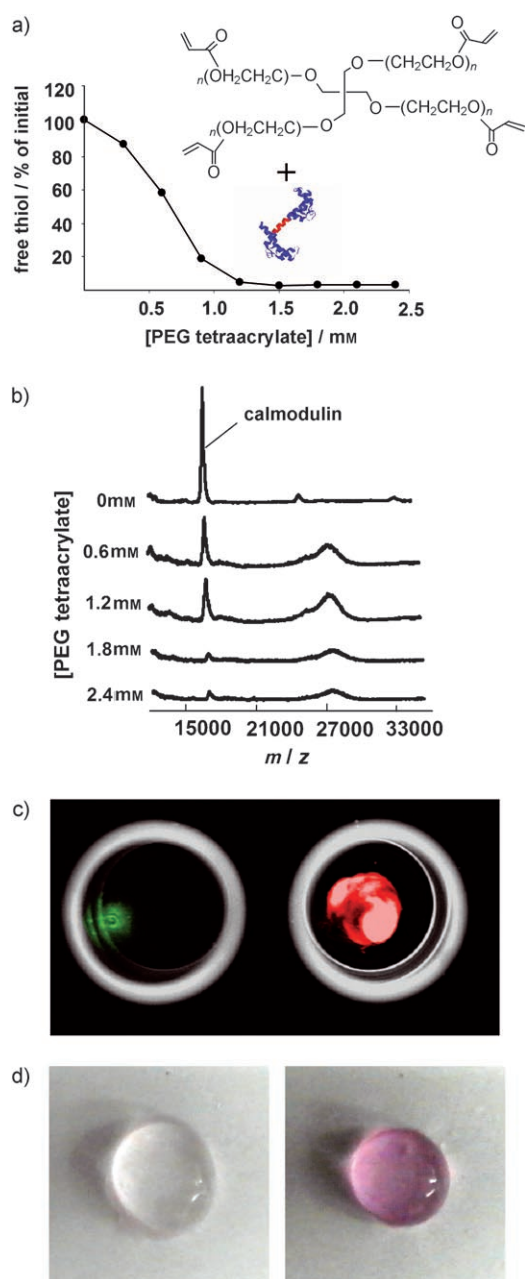 a)
O
O
O
n(OH2CH2C)—O
O—(CH2CH2O)n
O
n(OH2CH2C)—O
O—(CH2CH2O)n
O
+
free thiol / % of initial
120
100
80
60
40
20
0.5 1.0 1.5 2.0 2.5
[PEG tetraacrylate] / mM
b)
calmodulin
[PEG tetraacrylate]
0mM
0.6mM
1.2mM
1.8mM
2.4mM
15000 21000 27000 33000
m / z
c)
d)